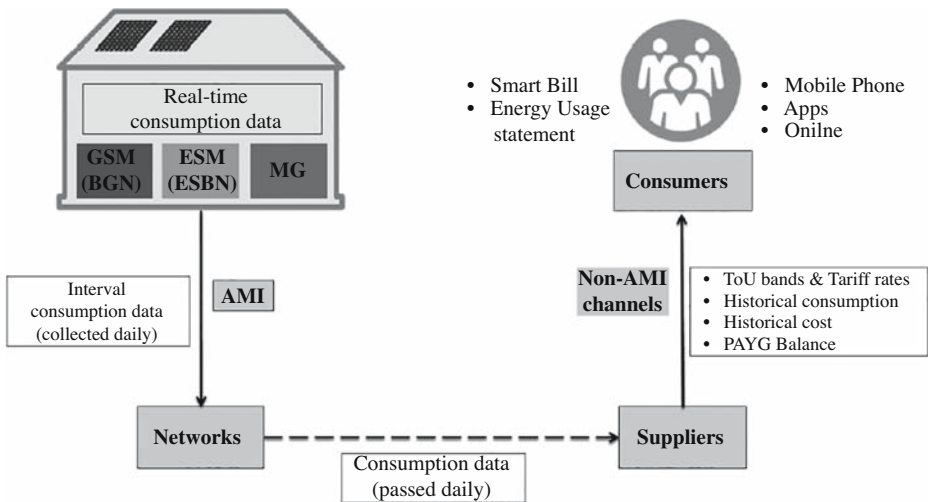 Real-time
consumption data
GSM
(BGN)
ESM
(ESBN)
MG
Interval
consumption data
(collected daily)
AMI
Networks
Consumption data
(passed daily)
Suppliers
Non-AMI
channels
• ToU bands & Tariff rates
• Historical consumption
• Historical cost
• PAYG Balance
Consumers
• Smart Bill
• Energy Usage
statement
• Mobile Phone
• Apps
• Onilne